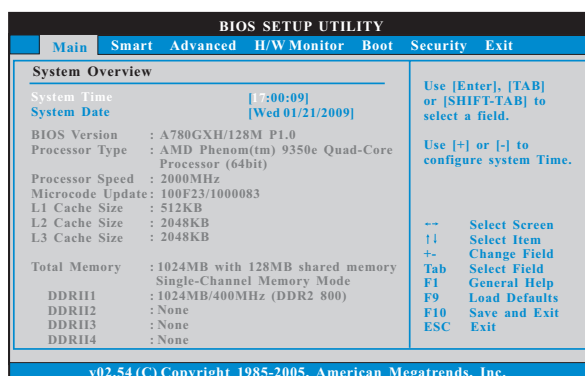 BIOS SETUP UTILITY
Main Smart Advanced H/W Monitor Boot Security Exit
System Overview
System Time [17:00:09]
System Date [Wed 01/21/2009]
BIOS Version : A780GXH/128M P1.0
Processor Type : AMD Phenom(tm) 9350e Quad-Core
Processor (64bit)
Processor Speed : 2000MHz
Microcode Update : 100F23/1000083
L1 Cache Size : 512KB
L2 Cache Size : 2048KB
L3 Cache Size : 2048KB
Total Memory : 1024MB with 128MB shared memory
Single-Channel Memory Mode
DDRII1 : 1024MB/400MHz (DDR2 800)
DDRII2 : None
DDRII3 : None
DDRII4 : None
Use [Enter], [TAB]
or [SHIFT-TAB] to
select a field.
Use [+] or [-] to
configure system Time.
←→ Select Screen
↑↓ Select Item
+- Change Field
Tab Select Field
F1 General Help
F9 Load Defaults
F10 Save and Exit
ESC Exit
v02.54 (C) Copyright 1985-2005, American Megatrends, Inc.